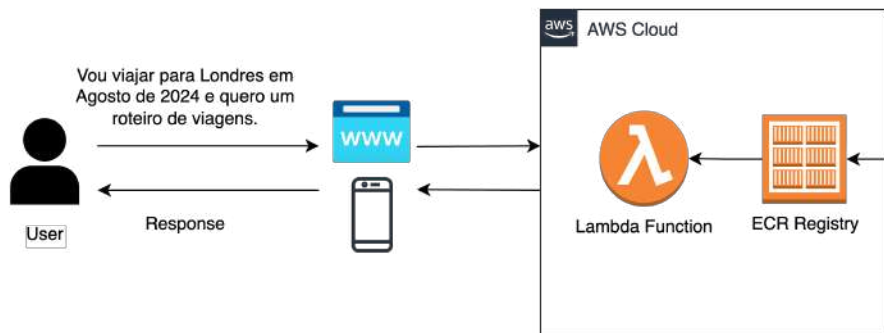 aws
AWS Cloud
Vou viajar para Londres em
Agosto de 2024 e quero um
roteiro de viagens.
WWW
λ
User
Response
Lambda Function
ECR Registry